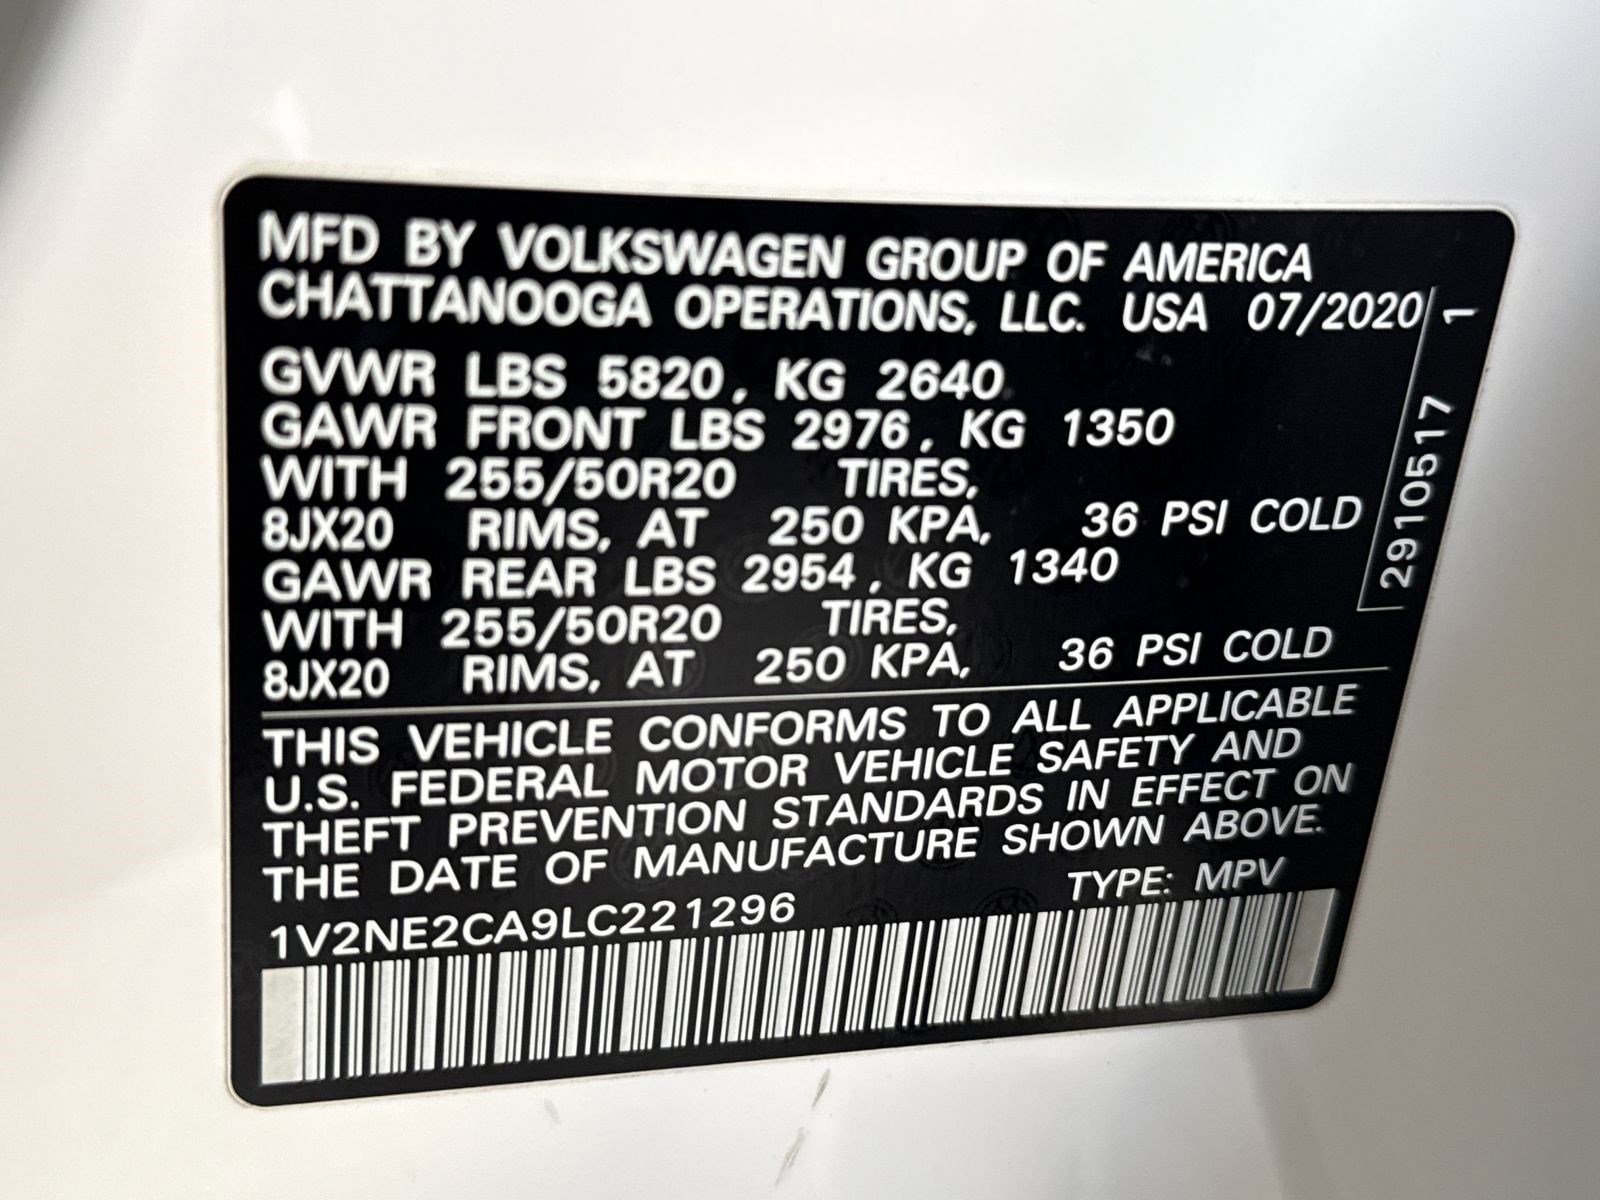 MFD BY VOLKSWAGEN GROUP OF AMERICA
CHATTANOOGA OPERATIONS, LLC. USA 07/2020
GVWR LBS 5820, KG 2640
GAWR FRONT LBS 2976, KG 1350
WITH 255/50R20 TIRES,
8JX20 RIMS, AT 250 KPA, 36 PSI COLD
GAWR REAR LBS 2954, KG 1340
WITH 255/50R20 TIRES,
8JX20 RIMS, AT 250 KPA, 36 PSI COLD
THIS VEHICLE CONFORMS TO ALL APPLICABLE
U.S. FEDERAL MOTOR VEHICLE SAFETY AND
THEFT PREVENTION STANDARDS IN EFFECT ON
THE DATE OF MANUFACTURE SHOWN ABOVE.
1V2NE2CA9LC221296 TYPE: MPV
2910517 1